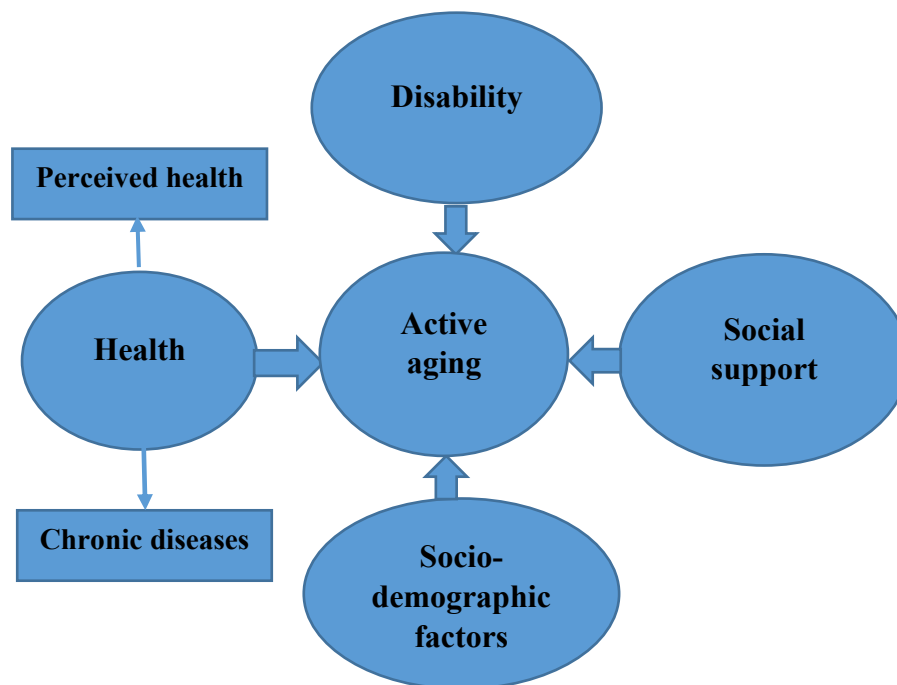 Disability
Perceived health
Health
Active
aging
Social
support
Chronic diseases
Socio-
demographic
factors